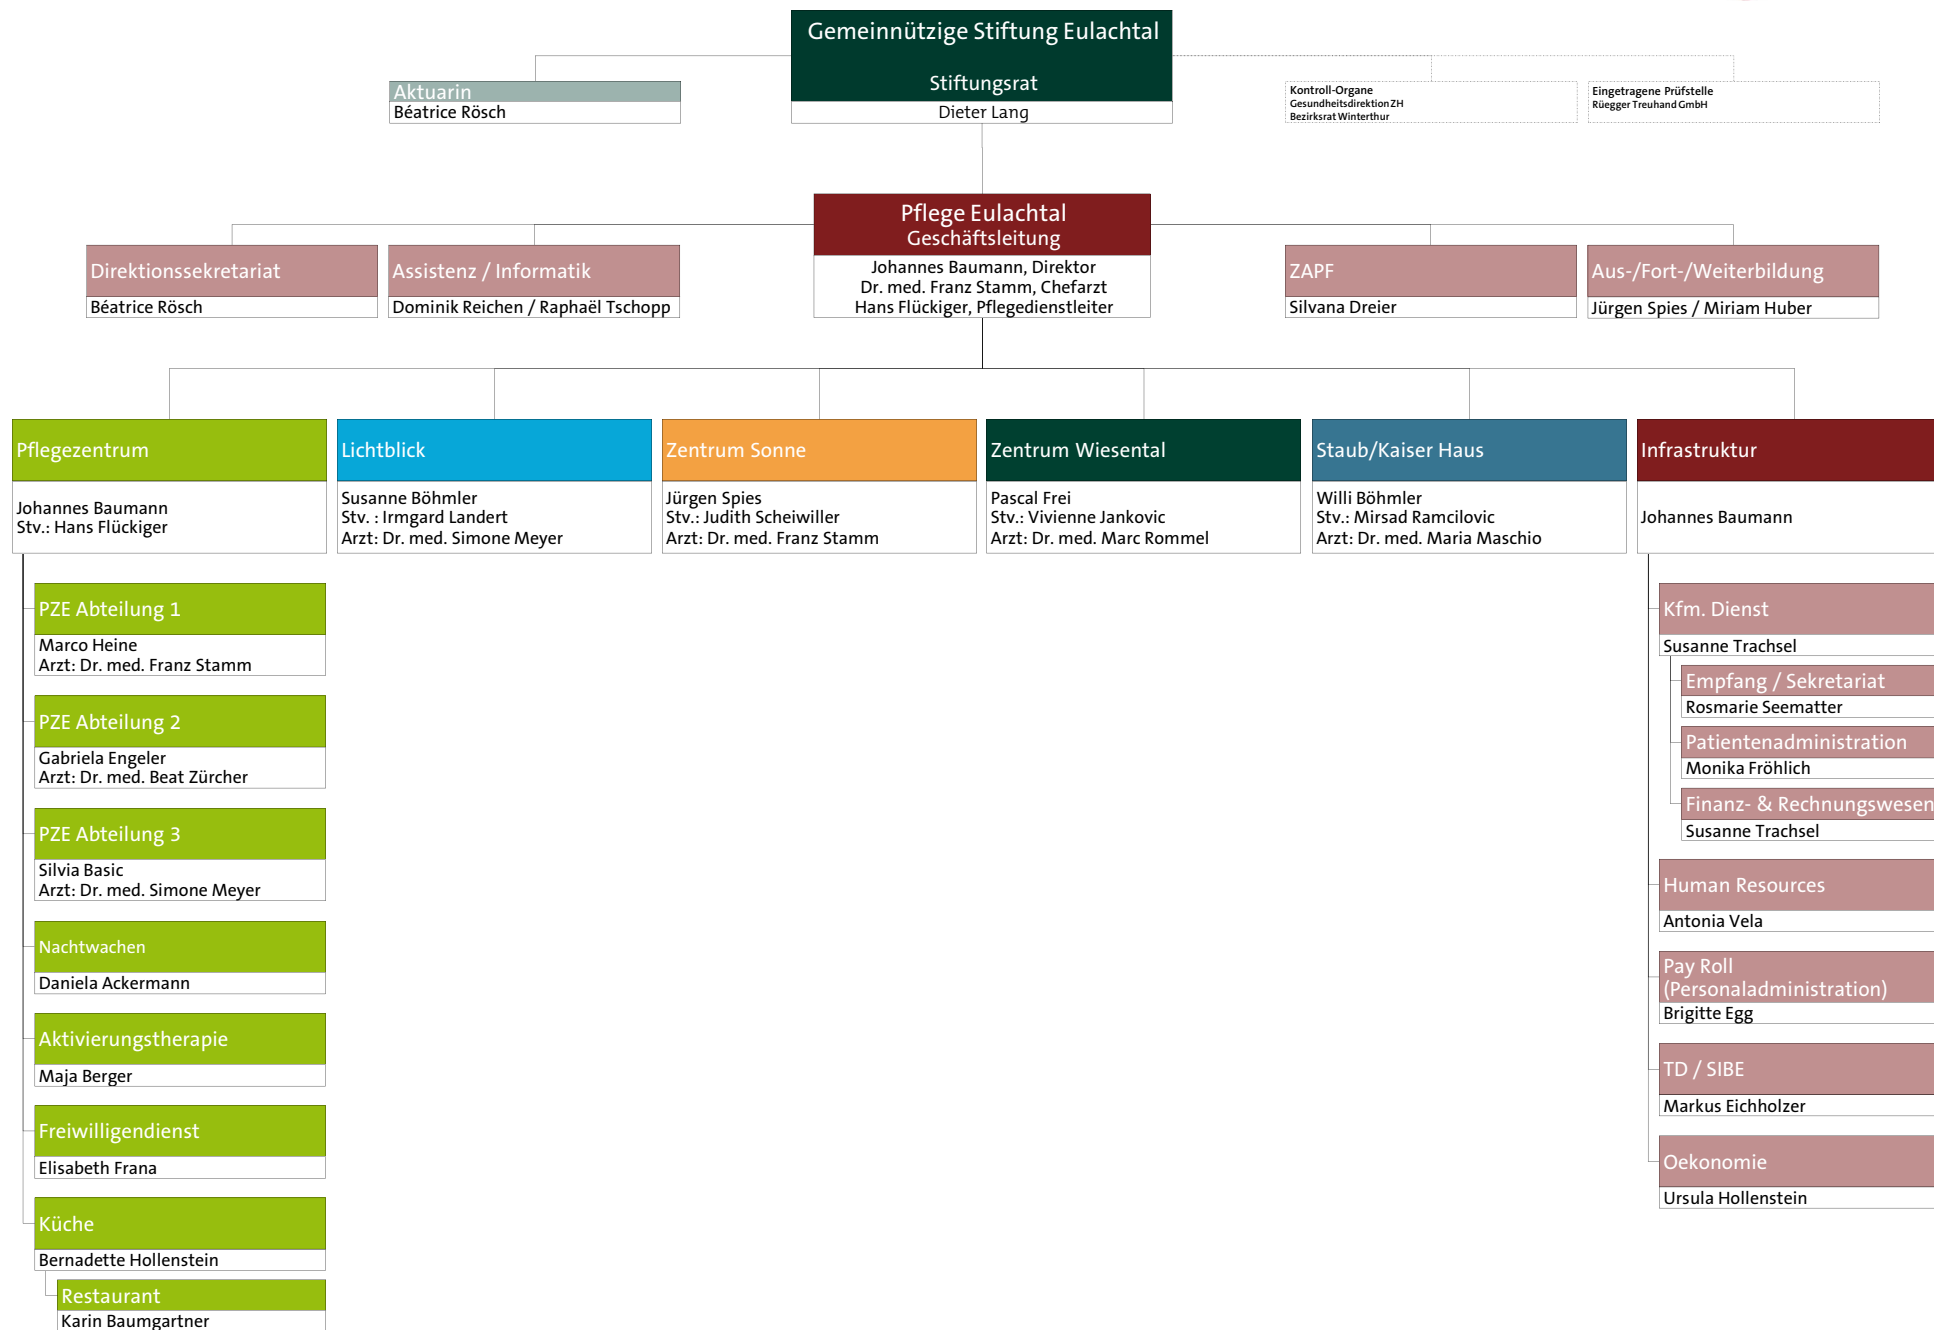 Gemeinnützige Stiftung Eulachtal
Stiftungsrat
Dieter Lang
Aktuarin
Béatrice Rösch
Kontroll-Organe
Gesundheitsdirektion ZH
Bezirksrat Winterthur
Eingetragene Prüfstelle
Rüegger Treuhand GmbH
Pflege Eulachtal
Geschäftsleitung
Johannes Baumann, Direktor
Dr. med. Franz Stamm, Chefarzt
Hans Flückiger, Pflegedienstleiter
Direktionssekretariat
Béatrice Rösch
Assistenz / Informatik
Dominik Reichen / Raphaël Tschopp
ZAPF
Silvana Dreier
Aus-/Fort-/Weiterbildung
Jürgen Spies / Miriam Huber
Pflegezentrum
Johannes Baumann
Stv.: Hans Flückiger
Lichtblick
Susanne Böhmler
Stv. : Irmgard Landert
Arzt: Dr. med. Simone Meyer
Zentrum Sonne
Jürgen Spies
Stv.: Judith Scheiwiller
Arzt: Dr. med. Franz Stamm
Zentrum Wiesental
Pascal Frei
Stv.: Vivienne Jankovic
Arzt: Dr. med. Marc Rommel
Staub/Kaiser Haus
Willi Böhmler
Stv.: Mirsad Ramcilovic
Arzt: Dr. med. Maria Maschio
Infrastruktur
Johannes Baumann
PZE Abteilung 1
Marco Heine
Arzt: Dr. med. Franz Stamm
PZE Abteilung 2
Gabriela Engeler
Arzt: Dr. med. Beat Zürcher
PZE Abteilung 3
Silvia Basic
Arzt: Dr. med. Simone Meyer
Nachtwachen
Daniela Ackermann
Aktivierungstherapie
Maja Berger
Freiwilligendienst
Elisabeth Frana
Küche
Bernadette Hollenstein
Restaurant
Karin Baumgartner
Kfm. Dienst
Susanne Trachsel
Empfang / Sekretariat
Rosmarie Seematter
Patientenadministration
Monika Fröhlich
Finanz- & Rechnungswesen
Susanne Trachsel
Human Resources
Antonia Vela
Pay Roll
(Personaladministration)
Brigitte Egg
TD / SIBE
Markus Eichholzer
Oekonomie
Ursula Hollenstein